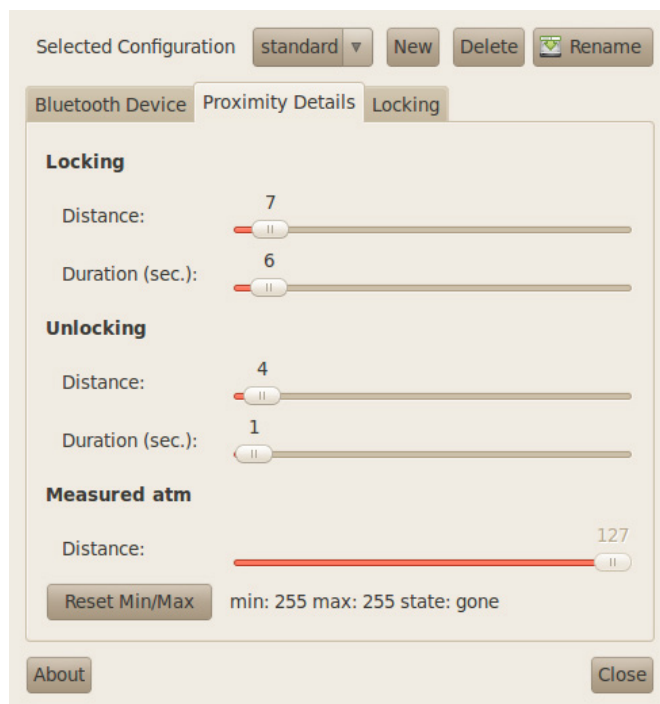 Selected Configuration standard New Delete Rename
Bluetooth Device Proximity Details Locking
Locking
7
Distance:
6
Duration (sec.):
Unlocking
4
Distance:
1
Duration (sec.):
Measured atm
127
Distance:
Reset Min/Max min: 255 max: 255 state: gone
About Close